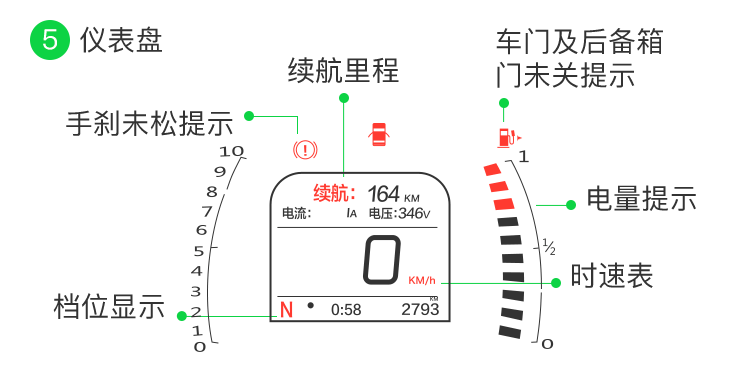 5 仪表盘
车门及后备箱
门未关提示
续航里程
手刹未松提示
10
9
8
7
6
5
4
3
2
1
0
续航： 164 KM
电流： 1A 电压：346V
0
KM/h
N 0:58 2793 KM
1
1/2
0
电量提示
时速表
档位显示